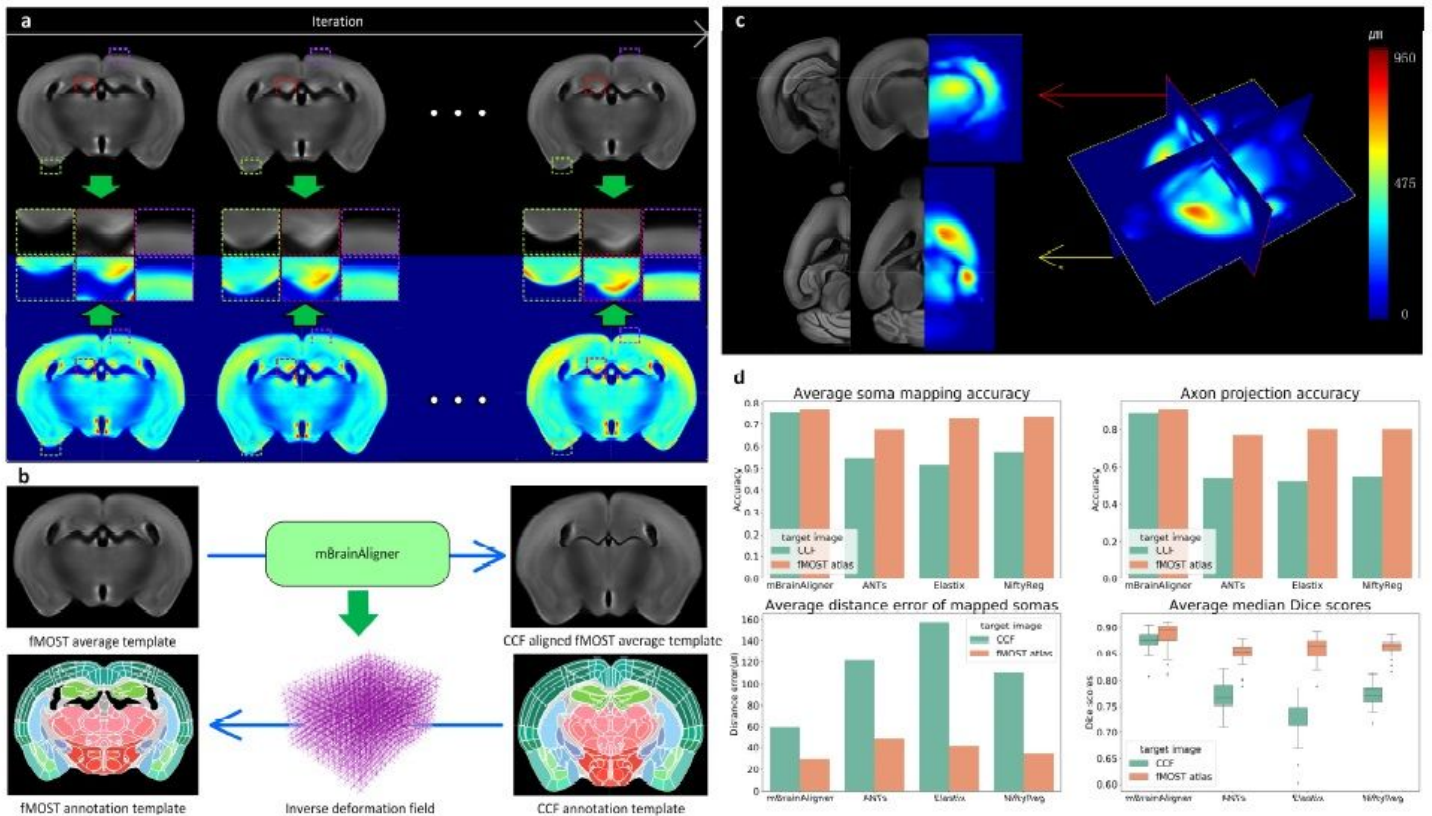 a
Iteration
c
µm
950
475
0
b
mBrainAligner
fMOST average template
CCF aligned fMOST average template
fMOST annotation template
Inverse deformation field
CCF annotation template
d
Average soma mapping accuracy
0.8
0.7
0.6
0.5
0.4
0.3
0.2
0.1
0.0
Accuracy
target image
CCF
fMOST atlas
mBrainAligner
ANTs
Elastix
NiftyReg
Axon projection accuracy
0.8
0.6
0.4
0.2
0.0
Accuracy
target image
CCF
fMOST atlas
mBrainAligner
ANTs
Elastix
NiftyReg
Average distance error of mapped somas
160
140
120
100
80
60
40
20
0
Distance error(µm)
target image
CCF
fMOST atlas
mBrainAligner
ANTs
Elastix
NiftyReg
Average median Dice scores
0.90
0.85
0.80
0.75
0.70
0.65
0.60
Dice scores
target image
CCF
fMOST atlas
mBrainAligner
ANTs
Elastix
NiftyReg